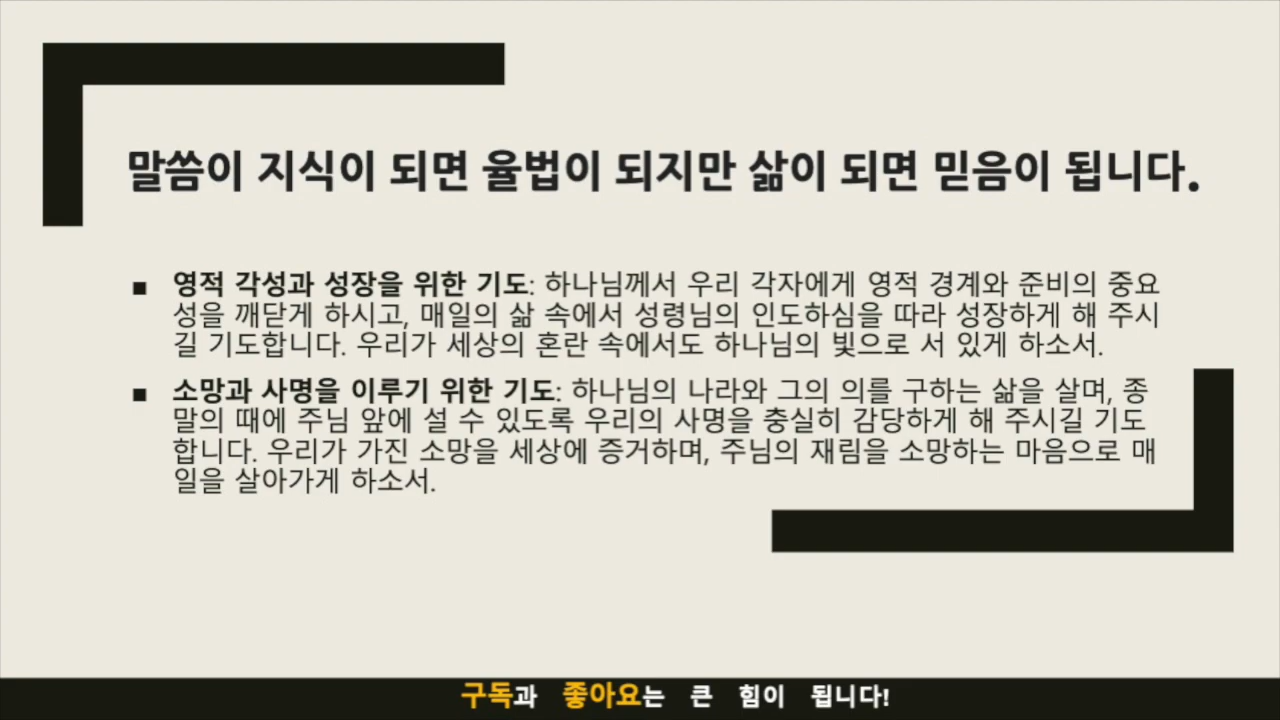 말씀이 지식이 되면 율법이 되지만 삶이 되면 믿음이 됩니다.
■ 영적 각성과 성장을 위한 기도: 하나님께서 우리 각자에게 영적 경계와 준비의 중요
성을 깨닫게 하시고, 매일의 삶 속에서 성령님의 인도하심을 따라 성장하게 해 주시
길 기도합니다. 우리가 세상의 혼란 속에서도 하나님의 빛으로 서 있게 하소서.
■ 소망과 사명을 이루기 위한 기도: 하나님의 나라와 그의 의를 구하는 삶을 살며, 종
말의 때에 주님 앞에 설 수 있도록 우리의 사명을 충실히 감당하게 해 주시길 기도
합니다. 우리가 가진 소망을 세상에 증거하며, 주님의 재림을 소망하는 마음으로 매
일을 살아가게 하소서.
구독과 좋아요는 큰 힘이 됩니다!